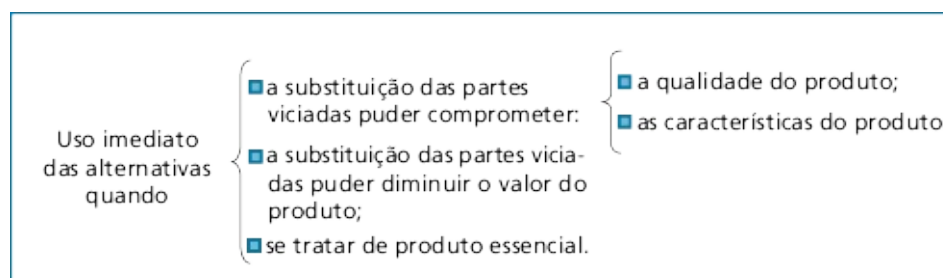 Uso imediato
das alternativas
quando
a substituição das partes
viciadas puder comprometer:
a qualidade do produto;
as características do produto
a substituição das partes vicia-
das puder diminuir o valor do
produto;
se tratar de produto essencial.